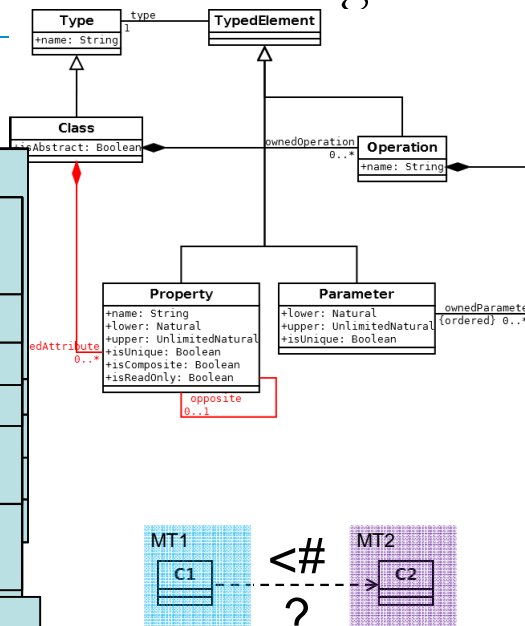 type
Type
1
TypedElement
+name: String
Class
isAbstract: Boolean
ownedOperation
0..*
Operation
+name: String
Property
+name: String
+lower: Natural
+upper: UnlimitedNatural
+isUnique: Boolean
+isComposite: Boolean
+isReadOnly: Boolean
Parameter
+lower: Natural
+upper: UnlimitedNatural
+isUnique: Boolean
ownedParamete
{ordered} 0..*
edAttribute
0..*
opposite
0..1
MT1
C1
<#
?
MT2
C2